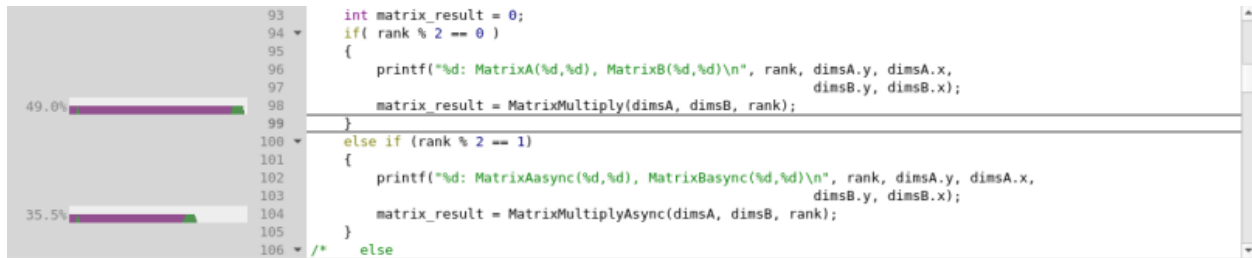 93 int matrix_result = 0;
94 if( rank % 2 == 0 )
95 {
96 printf("%d: MatrixA(%d,%d), MatrixB(%d,%d)\n", rank, dimsA.y, dimsA.x,
97 dimsB.y, dimsB.x);
49.0% 98 matrix_result = MatrixMultiply(dimsA, dimsB, rank);
99 }
100 else if (rank % 2 == 1)
101 {
102 printf("%d: MatrixAasync(%d,%d), MatrixBasync(%d,%d)\n", rank, dimsA.y, dimsA.x,
103 dimsB.y, dimsB.x);
35.5% 104 matrix_result = MatrixMultiplyAsync(dimsA, dimsB, rank);
105 }
106 /* else